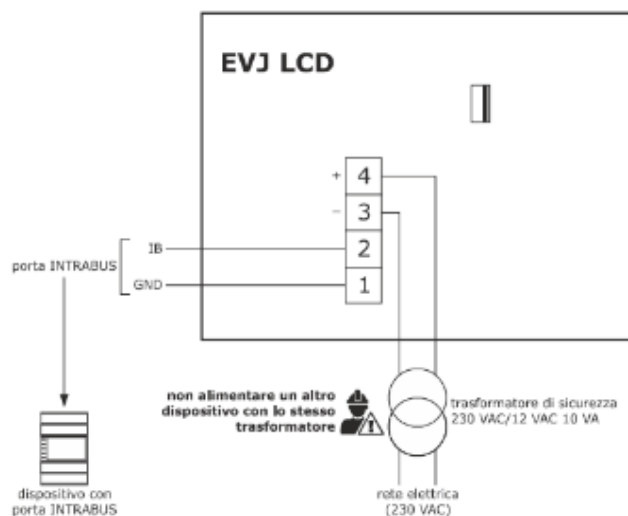 EVJ LCD
+ 4
– 3
IB 2
porta INTRABUS
GND 1
non alimentare un altro
dispositivo con lo stesso
trasformatore
trasformatore di sicurezza
230 VAC/12 VAC 10 VA
dispositivo con
porta INTRABUS
rete elettrica
(230 VAC)